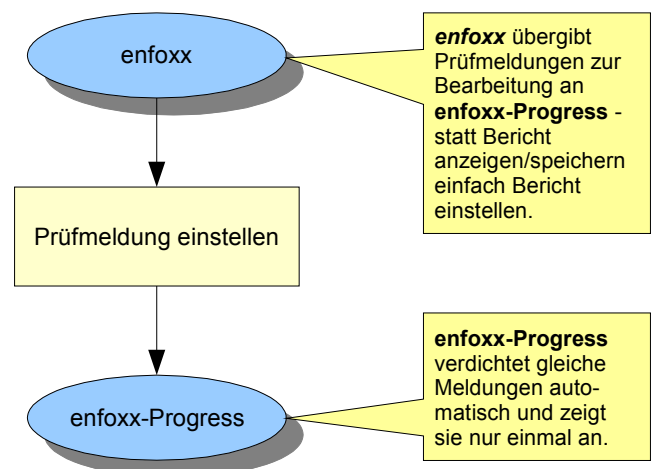 enfoxx
enfoxx übergibt
Prüfmeldungen zur
Bearbeitung an
enfoxx-Progress -
statt Bericht
anzeigen/speichern
einfach Bericht
einstellen.
Prüfmeldung einstellen
enfoxx-Progress
enfoxx-Progress
verdichtet gleiche
Meldungen auto-
matisch und zeigt
sie nur einmal an.